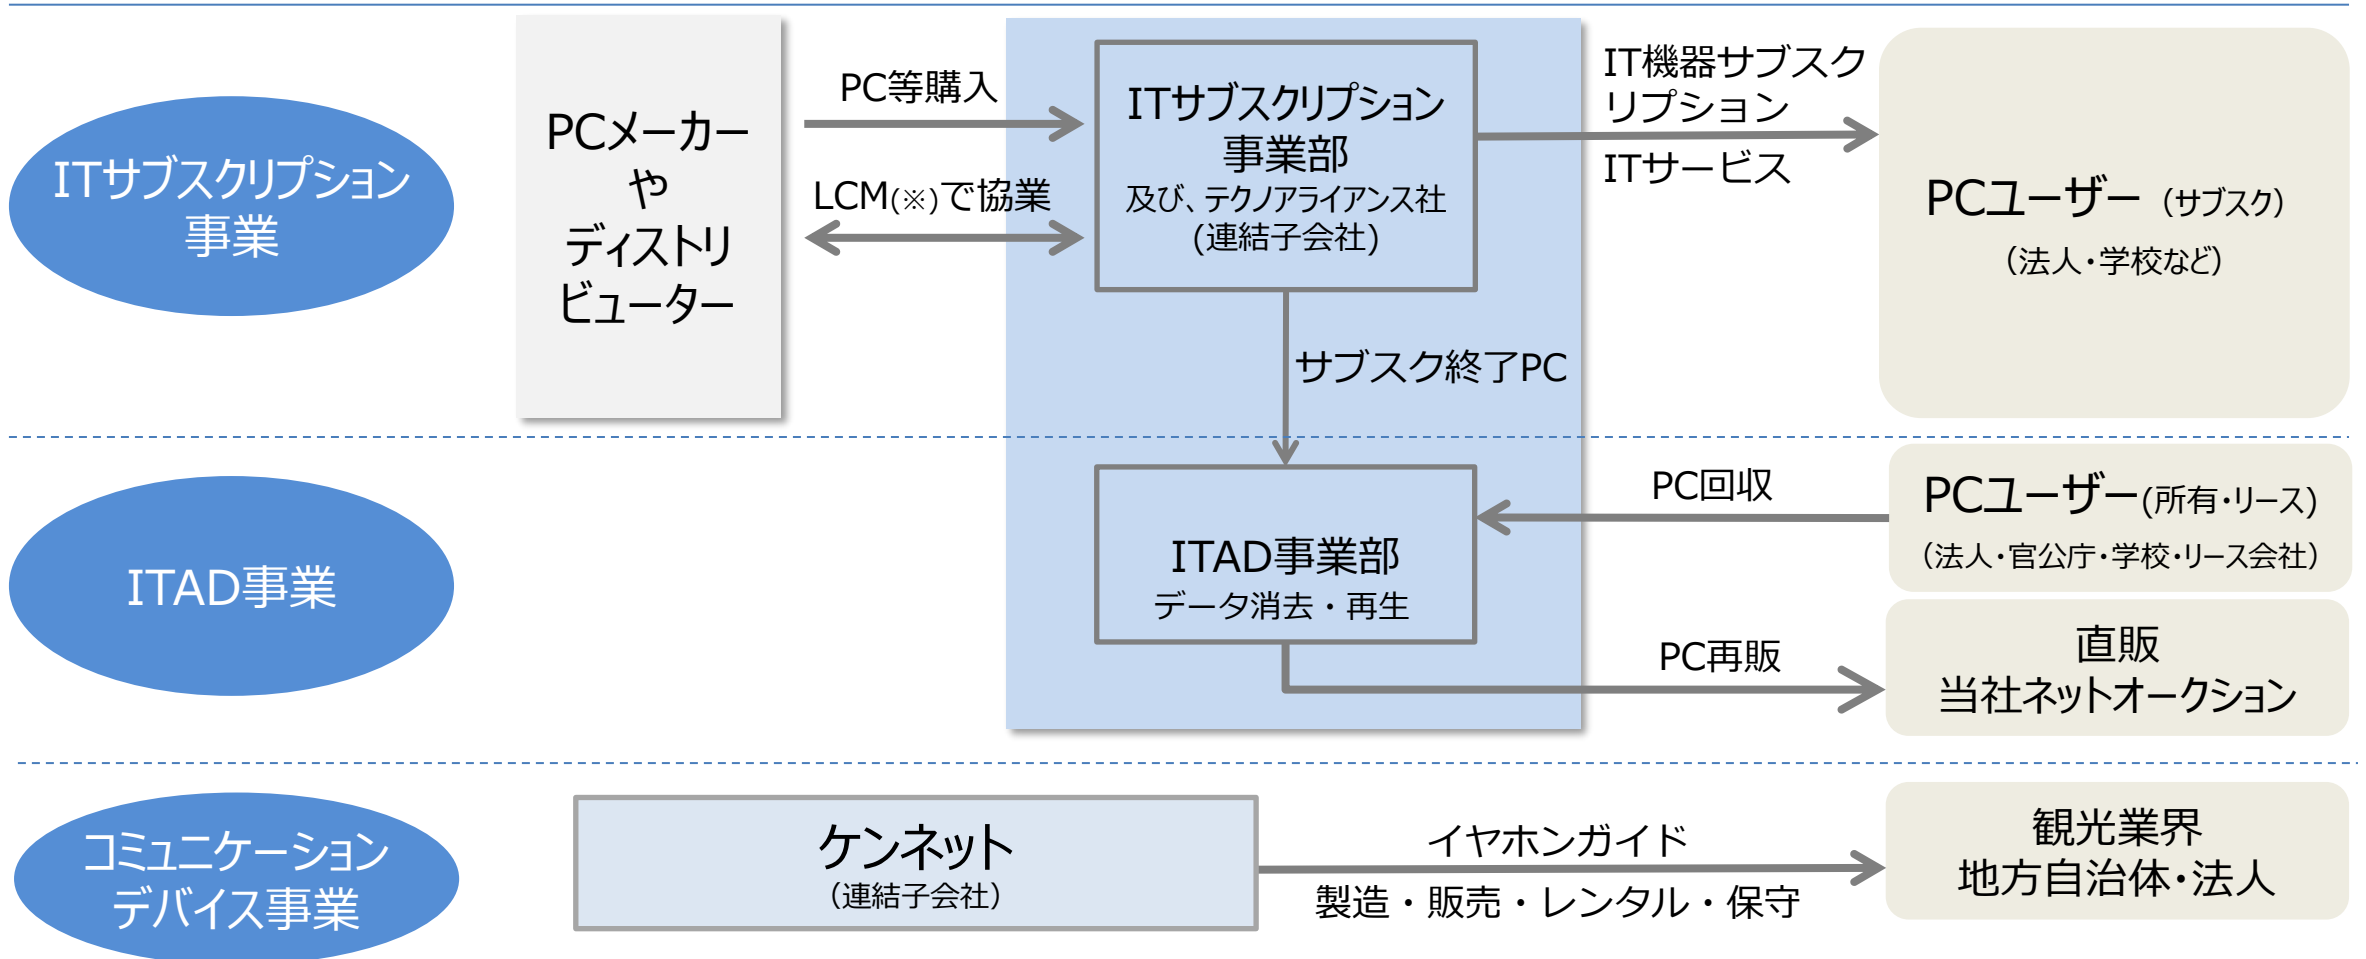 ITサブスクリプション
事業
PCメーカー
や
ディストリ
ビューター
PC等購入
LCM(※)で協業
ITサブスクリプション
事業部
及び、テクノアライアンス社
(連結子会社)
IT機器サブスク
リプション
ITサービス
PCユーザー（サブスク）
（法人・学校など）
サブスク終了PC
ITAD事業
ITAD事業部
データ消去・再生
PC回収
PCユーザー(所有・リース)
（法人・官公庁・学校・リース会社）
PC再販
直販
当社ネットオークション
コミュニケーション
デバイス事業
ケンネット
（連結子会社）
イヤホンガイド
製造・販売・レンタル・保守
観光業界
地方自治体・法人